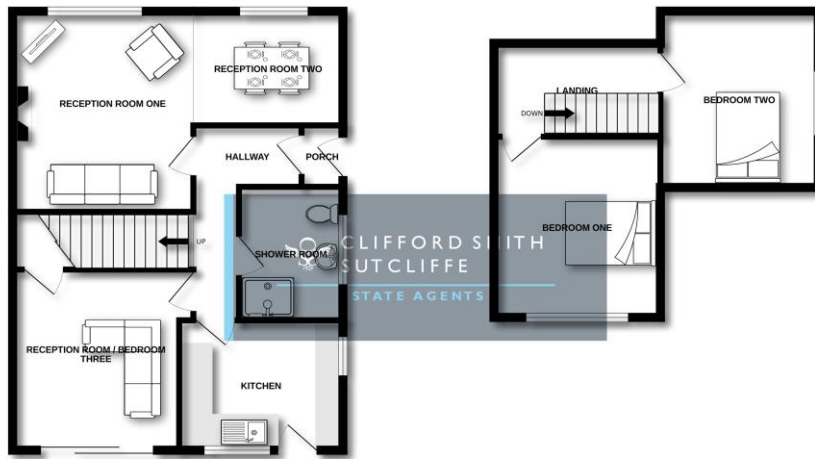 RECEPTION ROOM ONE
RECEPTION ROOM TWO
HALLWAY
PORCH
UP
SHOWER ROOM
RECEPTION ROOM / BEDROOM
THREE
KITCHEN
LANDING
DOWN
BEDROOM TWO
BEDROOM ONE
CLIFFORD SMITH
SUTCLIFFE
STATE AGENTS